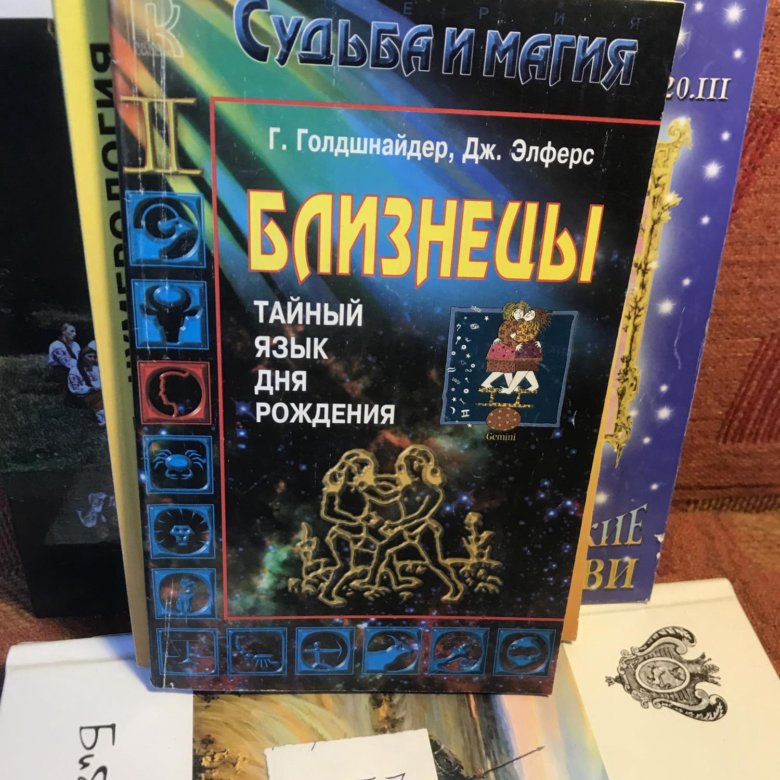 СЕРИЯ
СУДЬБА И МАГИЯ
Г. Голдшнайдер, Дж. Элферс
БЛИЗНЕЦЫ
ТАЙНЫЙ
ЯЗЫК
ДНЯ
РОЖДЕНИЯ
Gemini
НУМЕРОЛОГИЯ
20.III